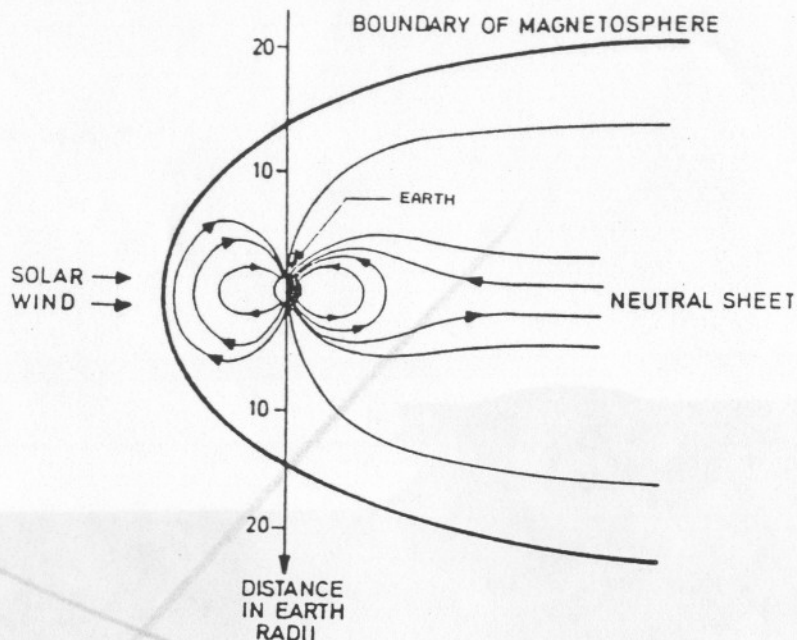 20
BOUNDARY OF MAGNETOSPHERE
10
EARTH
SOLAR
WIND
NEUTRAL SHEET
10
20
DISTANCE
IN EARTH
RADII